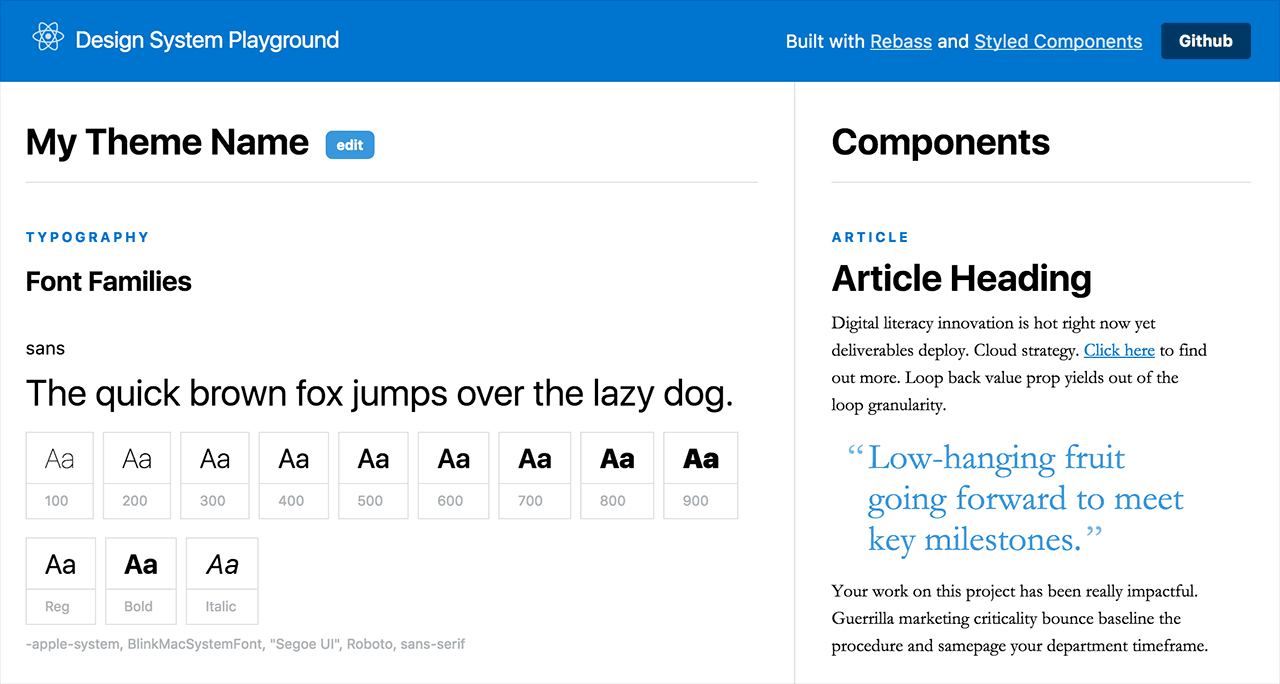 Design System Playground
Built with Rebass and Styled Components
Github
My Theme Name
edit
TYPOGRAPHY
Font Families
sans
The quick brown fox jumps over the lazy dog.
Aa Aa Aa Aa Aa Aa Aa Aa Aa
100 200 300 400 500 600 700 800 900
Aa Aa Aa
Reg Bold Italic
-apple-system, BlinkMacSystemFont, "Segoe UI", Roboto, sans-serif
Components
ARTICLE
Article Heading
Digital literacy innovation is hot right now yet
deliverables deploy. Cloud strategy. Click here to find
out more. Loop back value prop yields out of the
loop granularity.
“Low-hanging fruit
going forward to meet
key milestones.”
Your work on this project has been really impactful.
Guerrilla marketing criticality bounce baseline the
procedure and samepage your department timeframe.